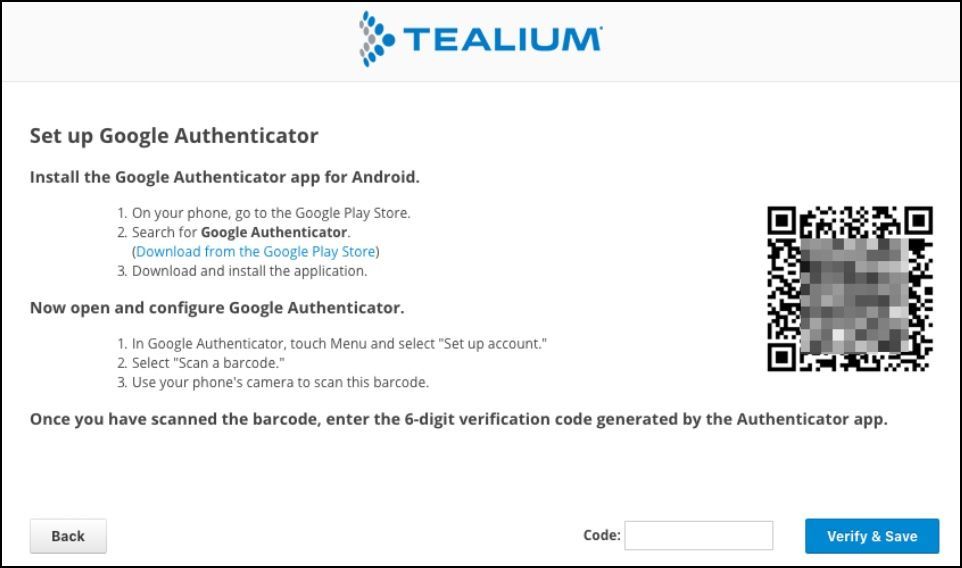 TEALIUM
Set up Google Authenticator
Install the Google Authenticator app for Android.
1. On your phone, go to the Google Play Store.
2. Search for Google Authenticator.
(Download from the Google Play Store)
3. Download and install the application.
Now open and configure Google Authenticator.
1. In Google Authenticator, touch Menu and select "Set up account."
2. Select "Scan a barcode."
3. Use your phone's camera to scan this barcode.
Once you have scanned the barcode, enter the 6-digit verification code generated by the Authenticator app.
Back
Code:
Verify & Save